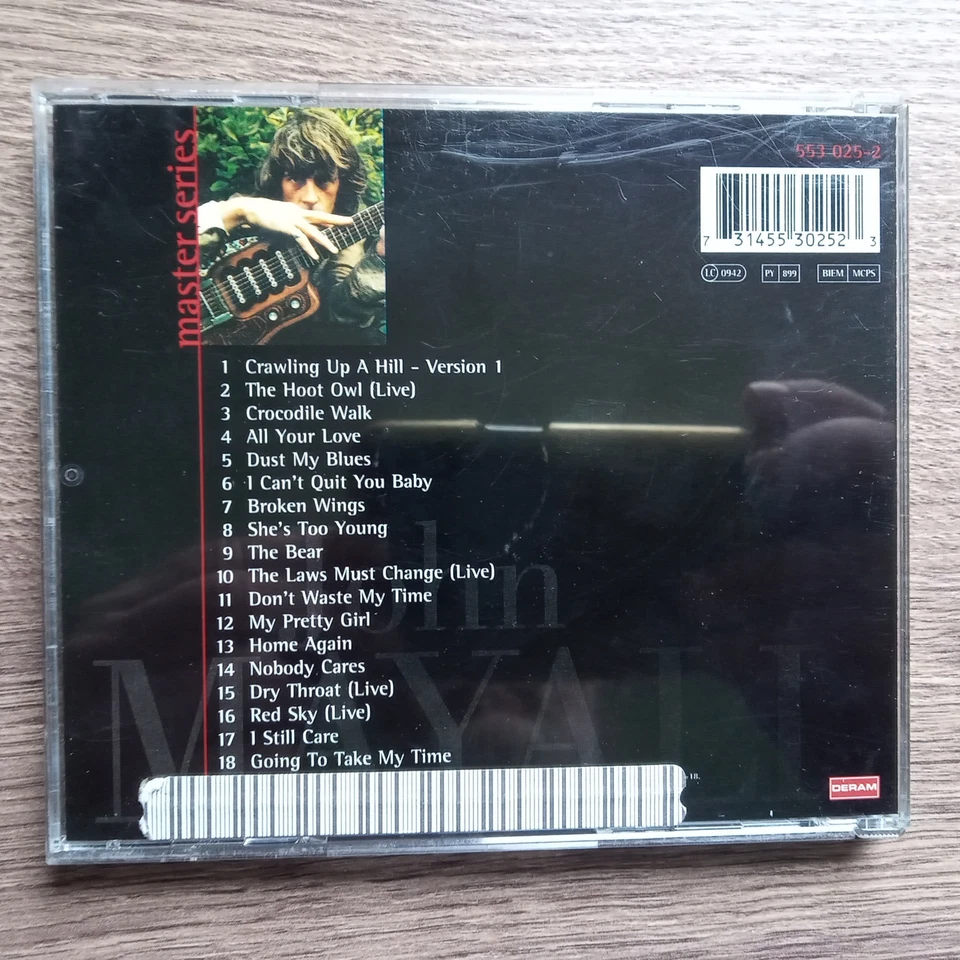 master series
553 025-2
7 31455 30252 3
LC 0942 PY 899 BIEM MCPS
1 Crawling Up A Hill - Version 1
2 The Hoot Owl (Live)
3 Crocodile Walk
4 All Your Love
5 Dust My Blues
6 I Can't Quit You Baby
7 Broken Wings
8 She's Too Young
9 The Bear
10 The Laws Must Change (Live)
11 Don't Waste My Time
12 My Pretty Girl
13 Home Again
14 Nobody Cares
15 Dry Throat (Live)
16 Red Sky (Live)
17 I Still Care
18 Going To Take My Time
John
MAYALL
DERAM